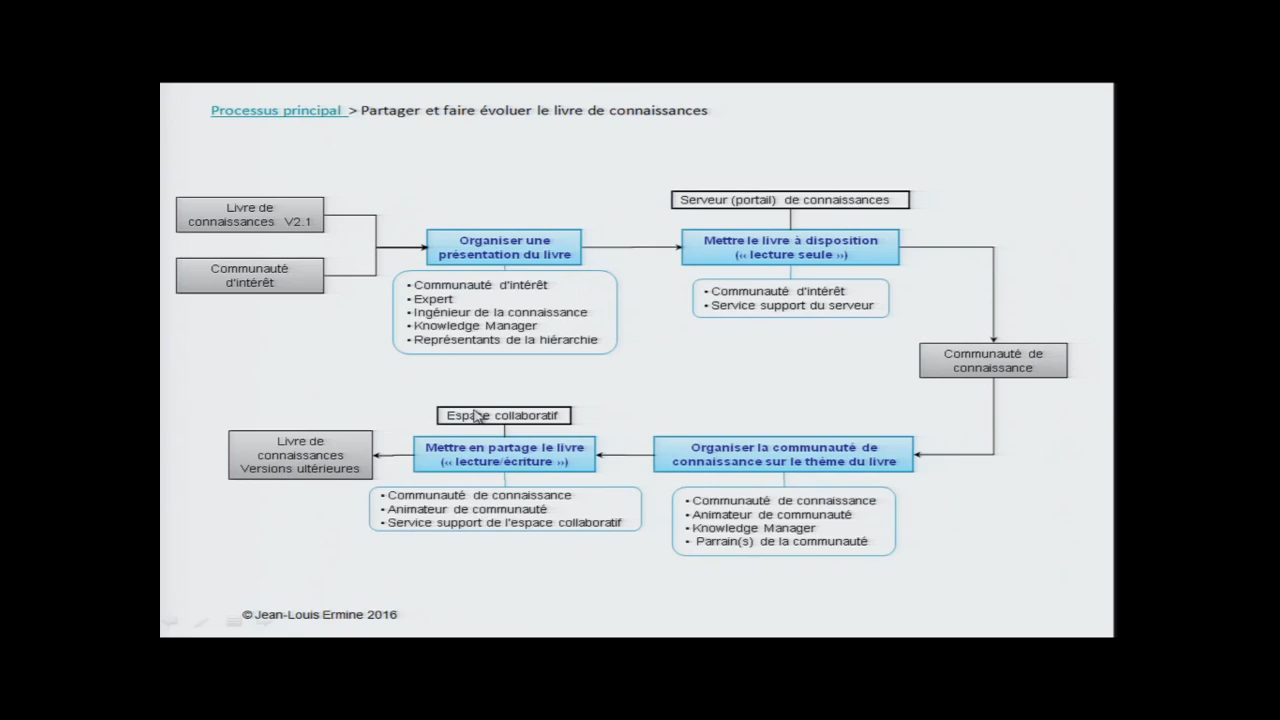 Processus principal > Partager et faire évoluer le livre de connaissances
Livre de
connaissances V2.1
Communauté
d'intérêt
Organiser une
présentation du livre
• Communauté d'intérêt
• Expert
• Ingénieur de la connaissance
• Knowledge Manager
• Représentants de la hiérarchie
Serveur (portail) de connaissances
Mettre le livre à disposition
(« lecture seule »)
• Communauté d'intérêt
• Service support du serveur
Communauté de
connaissance
Organiser la communauté de
connaissance sur le thème du livre
• Communauté de connaissance
• Animateur de communauté
• Knowledge Manager
• Parrain(s) de la communauté
Espace collaboratif
Mettre en partage le livre
(« lecture/écriture »)
• Communauté de connaissance
• Animateur de communauté
• Service support de l'espace collaboratif
Livre de
connaissances
Versions ultérieures
© Jean-Louis Ermine 2016